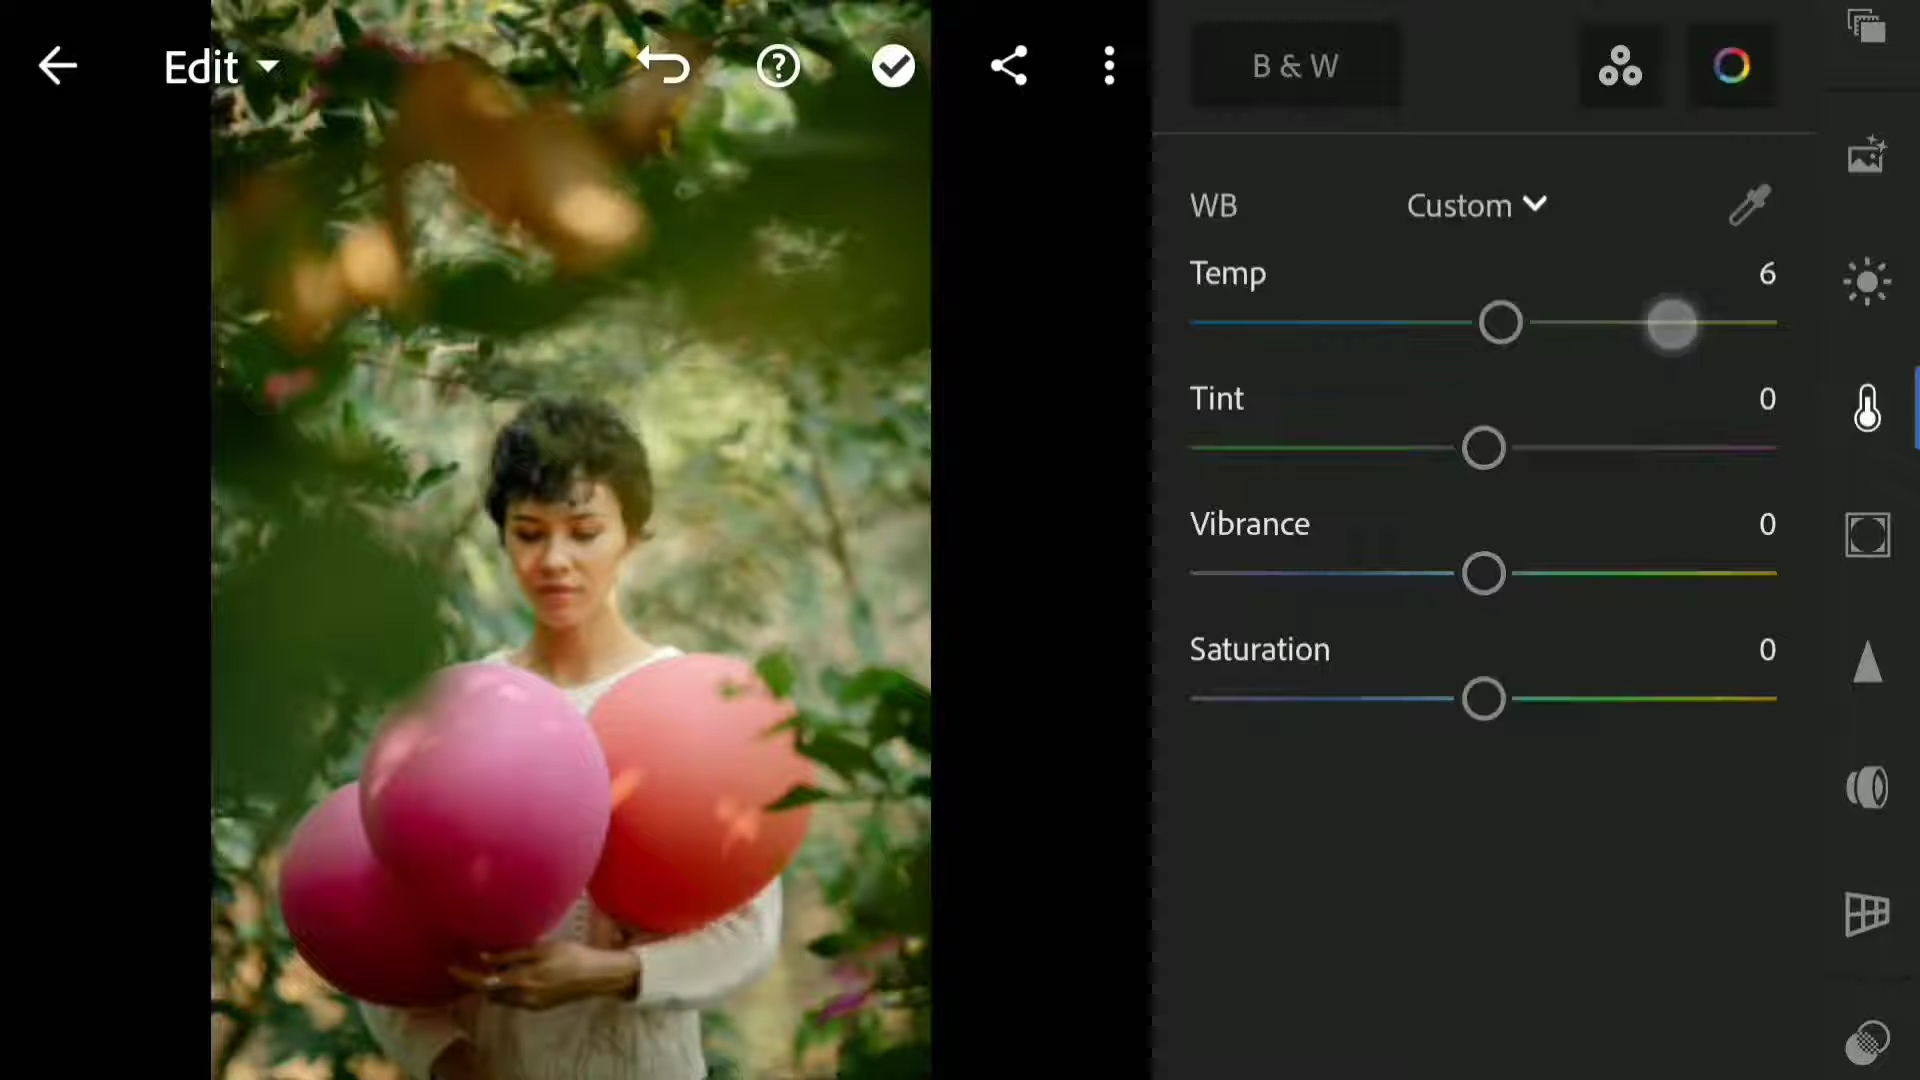 Edit
B & W
WB Custom
Temp 6
Tint 0
Vibrance 0
Saturation 0